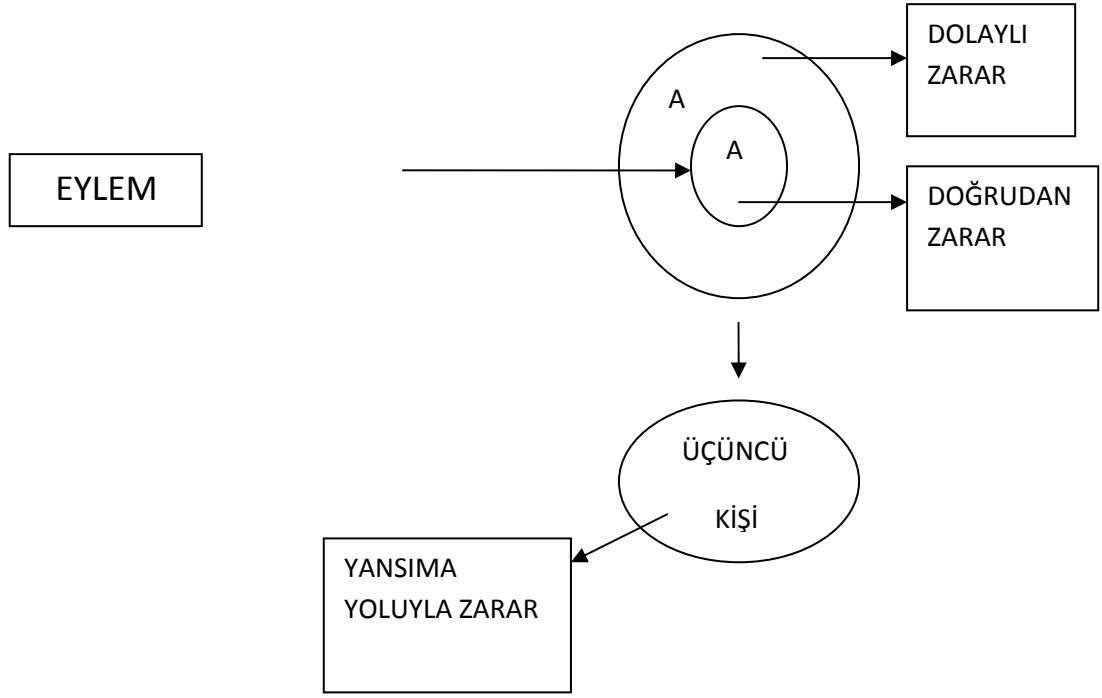 DOLAYLI
ZARAR
A
A
EYLEM
DOĞRUDAN
ZARAR
ÜÇÜNCÜ
KİŞİ
YANSIMA
YOLUYLA ZARAR